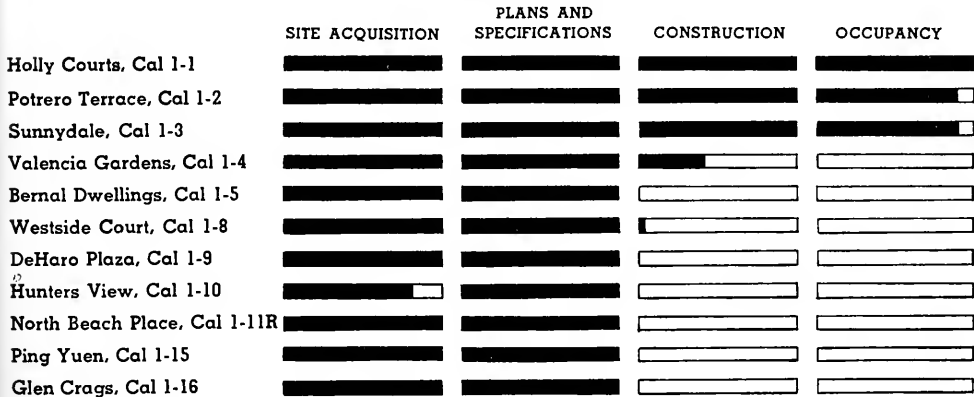 PLANS AND
SITE ACQUISITION SPECIFICATIONS CONSTRUCTION OCCUPANCY
Holly Courts, Cal 1-1
Potrero Terrace, Cal 1-2
Sunnydale, Cal 1-3
Valencia Gardens, Cal 1-4
Bernal Dwellings, Cal 1-5
Westside Court, Cal 1-8
DeHaro Plaza, Cal 1-9
Hunters View, Cal 1-10
North Beach Place, Cal 1-11R
Ping Yuen, Cal 1-15
Glen Crags, Cal 1-16